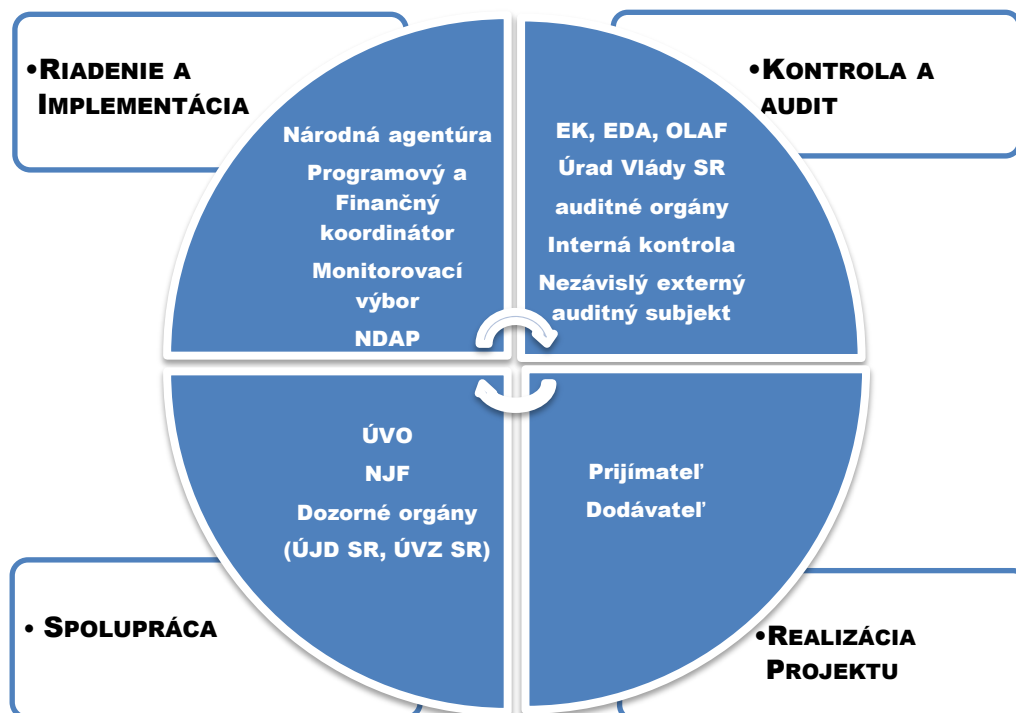 •RIADENIE A
IMPLEMENTÁCIA
Národná agentúra
Programový a
Finančný
koordinátor
Monitorovací
výbor
NDAP
•KONTROLA A
AUDIT
EK, EDA, OLAF
Úrad Vlády SR
auditné orgány
Interná kontrola
Nezávislý externý
auditný subjekt
ÚVO
NJF
Dozorné orgány
(ÚJD SR, ÚVZ SR)
• SPOLUPRÁCA
Prijímateľ
Dodávateľ
•REALIZÁCIA
PROJEKTU